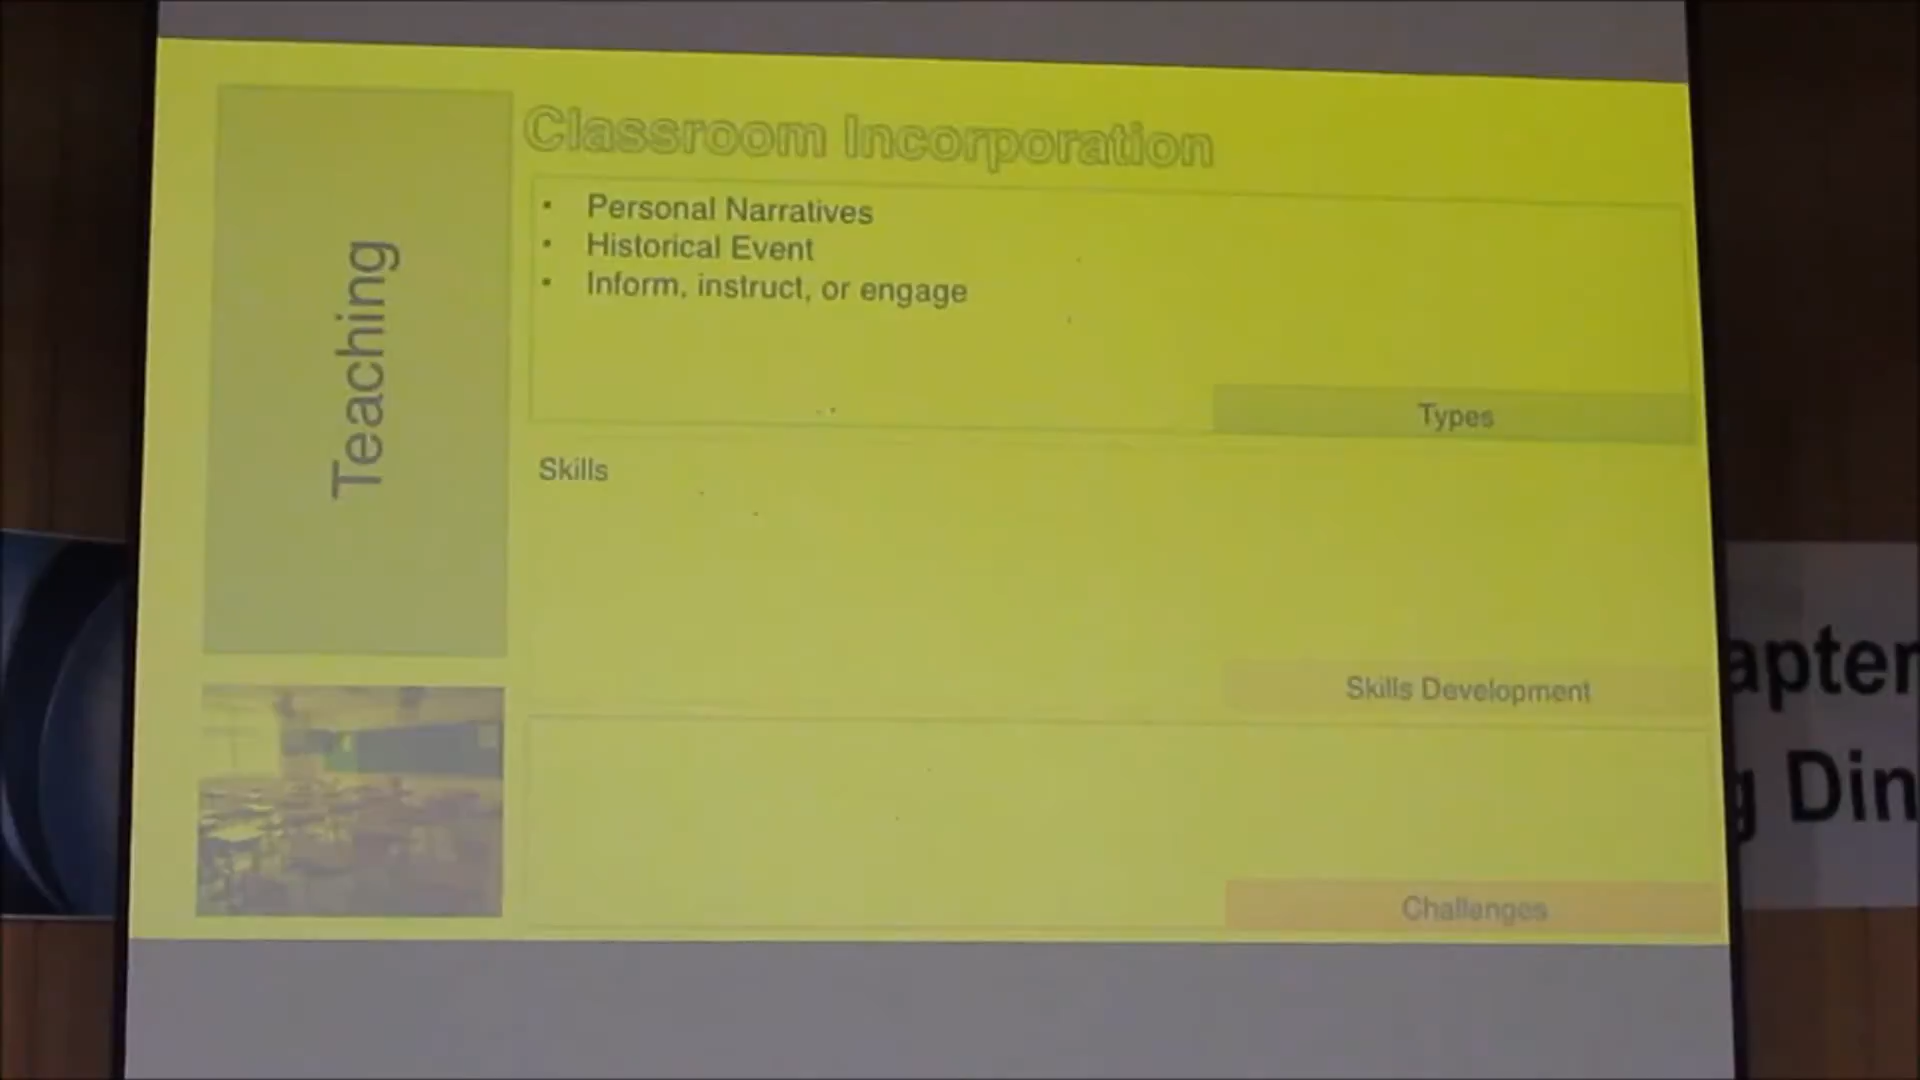 Teaching
Classroom Incorporation
• Personal Narratives
• Historical Event
• Inform, instruct, or engage
Types
Skills
Skills Development
Challenges
apter
g Din